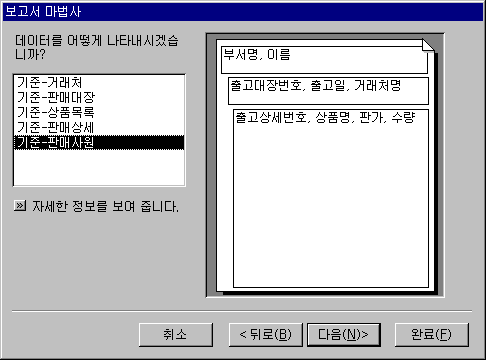 보고서 마법사
데이터를 어떻게 나타내시겠습
니까?
기준-거래처
기준-판매대장
기준-상품목록
기준-판매상세
기준-판매사원
» 자세한 정보를 보여 줍니다.
부서명, 이름
출고대장번호, 출고일, 거래처명
출고상세번호, 상품명, 판가, 수량
취소
< 뒤로(B)
다음(N)>
완료(F)